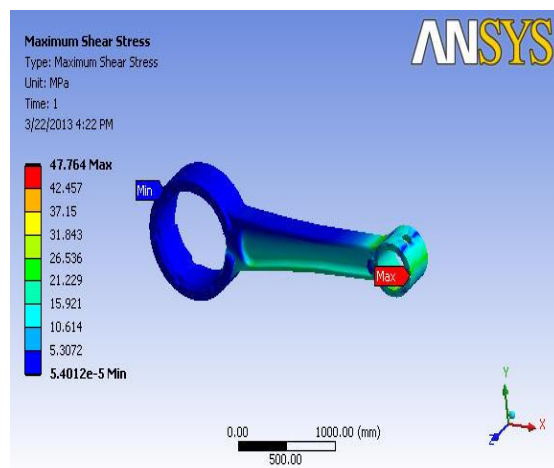 Maximum Shear Stress
Type: Maximum Shear Stress
Unit: MPa
Time: 1
3/22/2013 4:22 PM
ANSYS
47.764 Max
42.457
37.15
31.843
26.536
21.229
15.921
10.614
5.3072
5.4012e-5 Min
Min
Max
0.00 1000.00 (mm)
500.00
Y
X
Z